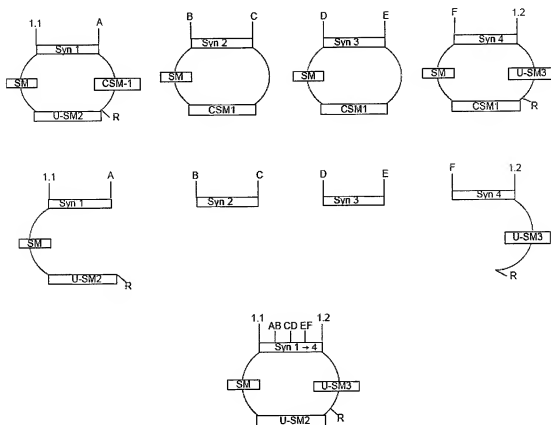 1.1 A B C D E F 1.2
Syn 1 Syn 2 Syn 3 Syn 4
SM CSM-1 SM SM SM U-SM3
U-SM2 R CSM1 CSM1 CSM1 R
1.1 A B C D E F 1.2
Syn 1 Syn 2 Syn 3 Syn 4
SM U-SM3
U-SM2 R R
1.1 AB CD EF 1.2
Syn 1 → 4
SM U-SM3
U-SM2 R